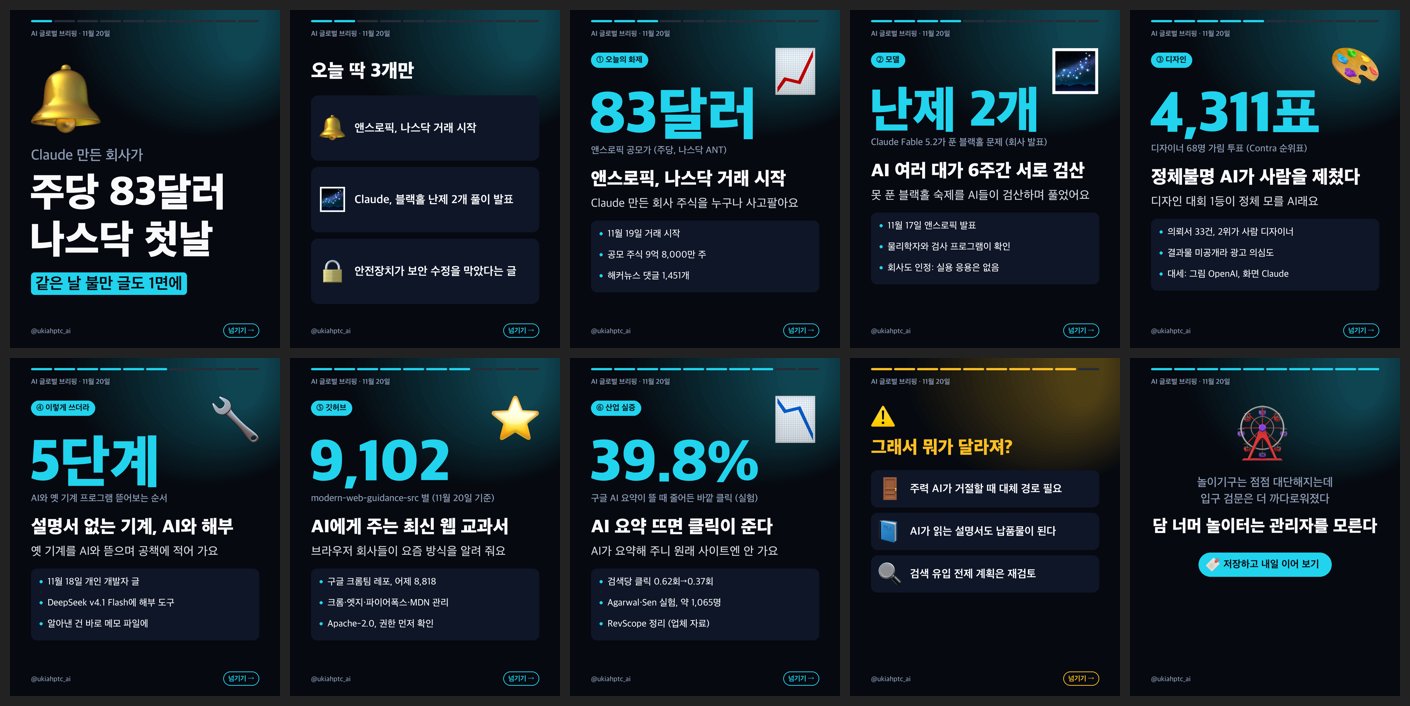 AI 글로벌 브리핑 · 11월 20일
Claude 만든 회사가
주당 83달러
나스닥 첫날
같은 날 불만 글도 1면에
@ukiahptc_ai
넘기기 →
AI 글로벌 브리핑 · 11월 20일
오늘 딱 3개만
앤스로픽, 나스닥 거래 시작
Claude, 블랙홀 난제 2개 풀이 발표
안전장치가 보안 수정을 막았다는 글
@ukiahptc_ai
넘기기 →
AI 글로벌 브리핑 · 11월 20일
① 오늘의 화제
83달러
앤스로픽 공모가 (주당, 나스닥 ANT)
앤스로픽, 나스닥 거래 시작
Claude 만든 회사 주식을 누구나 사고팔아요
• 11월 19일 거래 시작
• 공모 주식 9억 8,000만 주
• 해커뉴스 댓글 1,451개
@ukiahptc_ai
넘기기 →
AI 글로벌 브리핑 · 11월 20일
② 모델
난제 2개
Claude Fable 5.2가 푼 블랙홀 문제 (회사 발표)
AI 여러 대가 6주간 서로 검산
못 푼 블랙홀 숙제를 AI들이 검산하며 풀었어요
• 11월 17일 앤스로픽 발표
• 물리학자와 검사 프로그램이 확인
• 회사도 인정: 실용 응용은 없음
@ukiahptc_ai
넘기기 →
AI 글로벌 브리핑 · 11월 20일
③ 디자인
4,311표
디자이너 68명 가림 투표 (Contra 순위표)
정체불명 AI가 사람을 제쳤다
디자인 대회 1등이 정체 모를 AI래요
• 의뢰서 33건, 2위가 사람 디자이너
• 결과물 미공개라 광고 의심도
• 대세: 그림 OpenAI, 화면 Claude
@ukiahptc_ai
넘기기 →
AI 글로벌 브리핑 · 11월 20일
④ 이렇게 쓰더라
5단계
AI와 옛 기계 프로그램 뜯어보는 순서
설명서 없는 기계, AI와 해부
옛 기계를 AI와 뜯으며 공책에 적어 가요
• 11월 18일 개인 개발자 글
• DeepSeek v4.1 Flash에 해부 도구
• 알아낸 건 바로 메모 파일에
@ukiahptc_ai
넘기기 →
AI 글로벌 브리핑 · 11월 20일
⑤ 깃허브
9,102
modern-web-guidance-src 별 (11월 20일 기준)
AI에게 주는 최신 웹 교과서
브라우저 회사들이 요즘 방식을 알려 줘요
• 구글 크롬팀 레포, 어제 8,818
• 크롬·엣지·파이어폭스·MDN 관리
• Apache-2.0, 권한 먼저 확인
@ukiahptc_ai
넘기기 →
AI 글로벌 브리핑 · 11월 20일
⑥ 산업 실증
39.8%
구글 AI 요약이 뜰 때 줄어든 바깥 클릭 (실험)
AI 요약 뜨면 클릭이 준다
AI가 요약해 주니 원래 사이트엔 안 가요
• 검색당 클릭 0.62회→0.37회
• Agarwal·Sen 실험, 약 1,065명
• RevScope 정리 (업체 자료)
@ukiahptc_ai
넘기기 →
AI 글로벌 브리핑 · 11월 20일
그래서 뭐가 달라져?
주력 AI가 거절할 때 대체 경로 필요
AI가 읽는 설명서도 납품물이 된다
검색 유입 전제 계획은 재검토
@ukiahptc_ai
넘기기 →
AI 글로벌 브리핑 · 11월 20일
놀이기구는 점점 대단해지는데
입구 검문은 더 까다로워졌다
담 너머 놀이터는 관리자를 모른다
저장하고 내일 이어 보기
@ukiahptc_ai